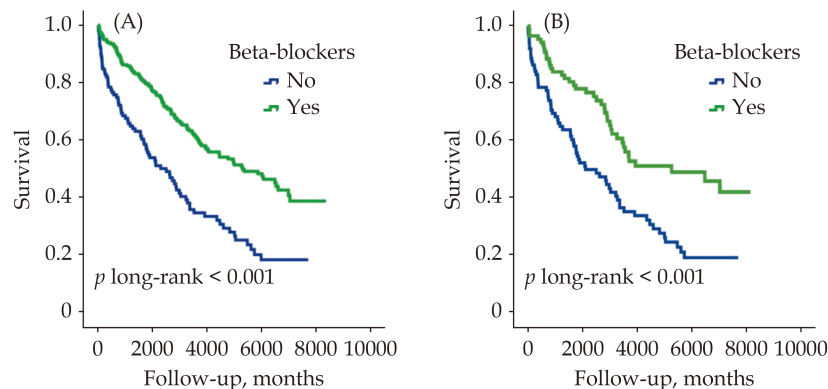 (A)
Beta-blockers
No
Yes
Survival
1.0
0.8
0.6
0.4
0.2
0
p long-rank < 0.001
0 2000 4000 6000 8000 10000
Follow-up, months
(B)
Beta-blockers
No
Yes
Survival
1.0
0.8
0.6
0.4
0.2
0
p long-rank < 0.001
0 2000 4000 6000 8000 10000
Follow-up, months